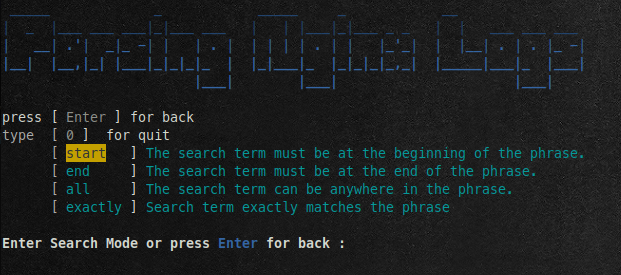 press [ Enter ] for back
type [ 0 ] for quit
[ start ] The search term must be at the beginning of the phrase.
[ end ] The search term must be at the end of the phrase.
[ all ] The search term can be anywhere in the phrase.
[ exactly ] Search term exactly matches the phrase
Enter Search Mode or press Enter for back :